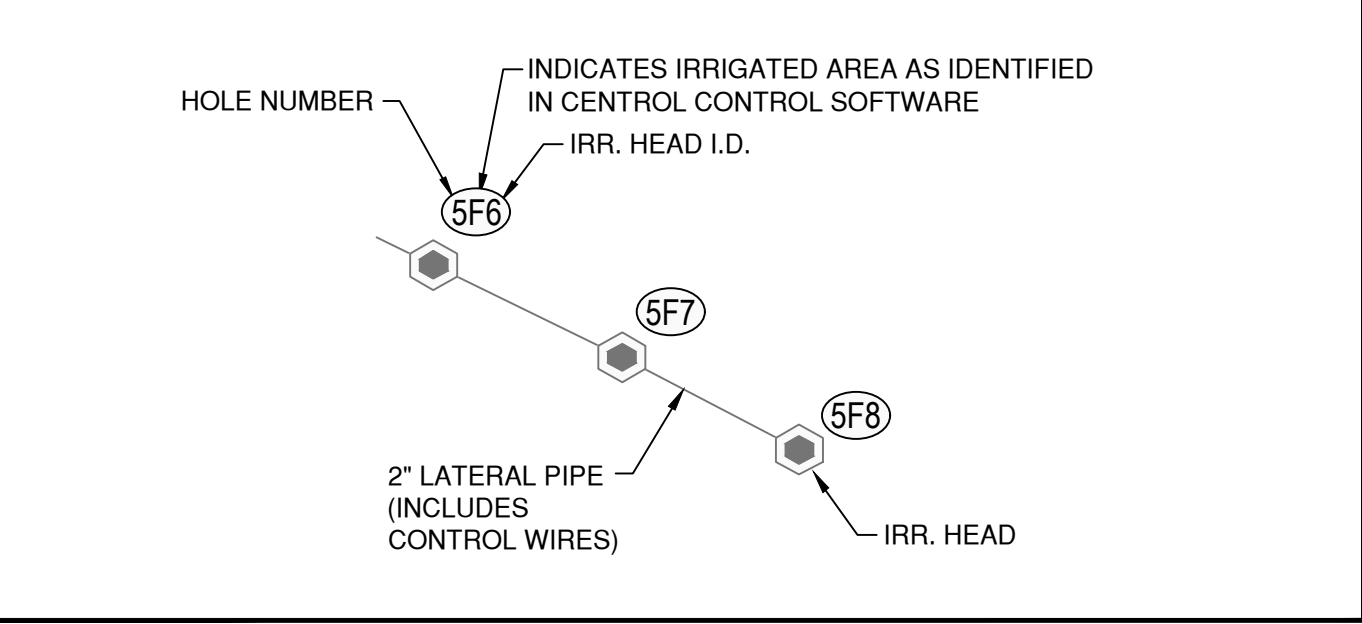 INDICATES IRRIGATED AREA AS IDENTIFIED
IN CENTROL CONTROL SOFTWARE
HOLE NUMBER
IRR. HEAD I.D.
5F6
5F7
5F8
2" LATERAL PIPE
(INCLUDES
CONTROL WIRES)
IRR. HEAD